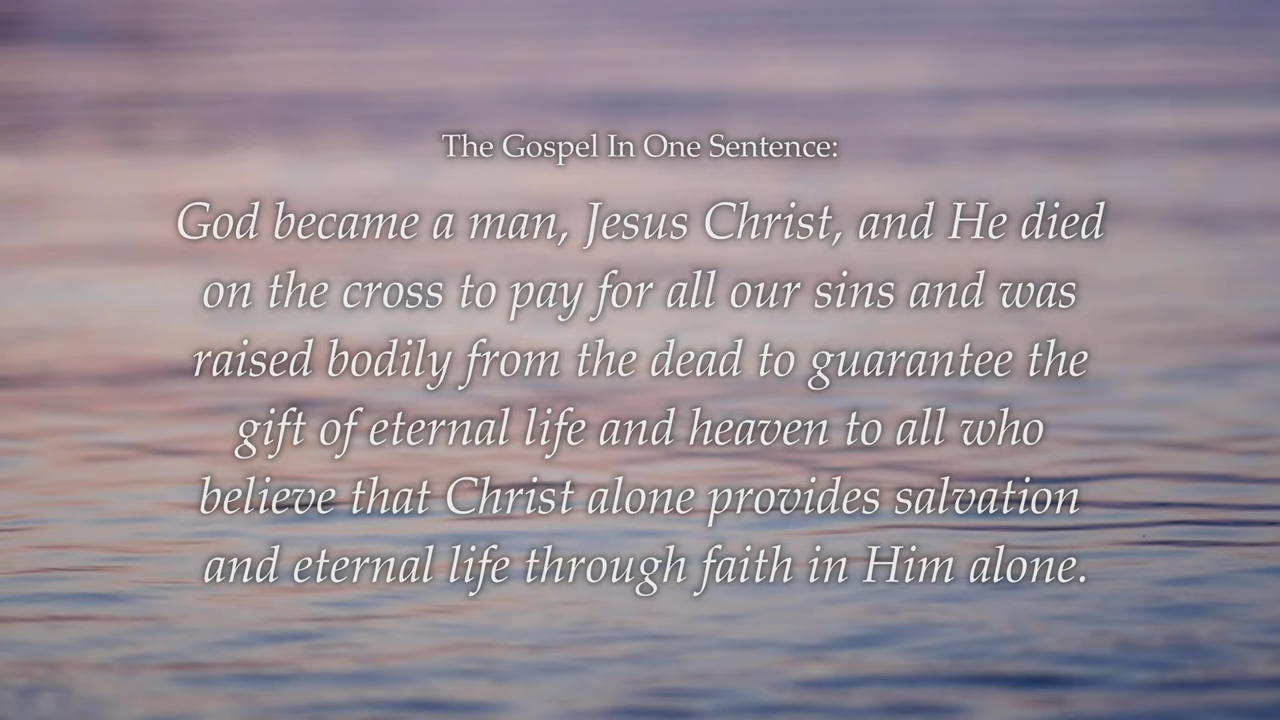 The Gospel In One Sentence:
God became a man, Jesus Christ, and He died
on the cross to pay for all our sins and was
raised bodily from the dead to guarantee the
gift of eternal life and heaven to all who
believe that Christ alone provides salvation
and eternal life through faith in Him alone.